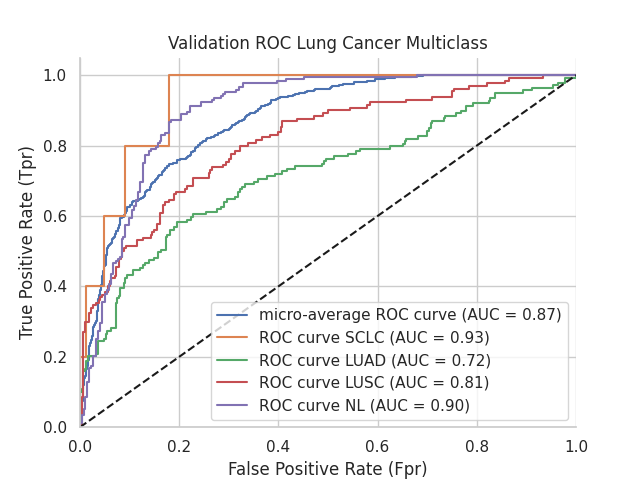 Validation ROC Lung Cancer Multiclass
True Positive Rate (Tpr)
1.0
0.8
0.6
0.4
0.2
0.0
micro-average ROC curve (AUC = 0.87)
ROC curve SCLC (AUC = 0.93)
ROC curve LUAD (AUC = 0.72)
ROC curve LUSC (AUC = 0.81)
ROC curve NL (AUC = 0.90)
0.0 0.2 0.4 0.6 0.8 1.0
False Positive Rate (Fpr)